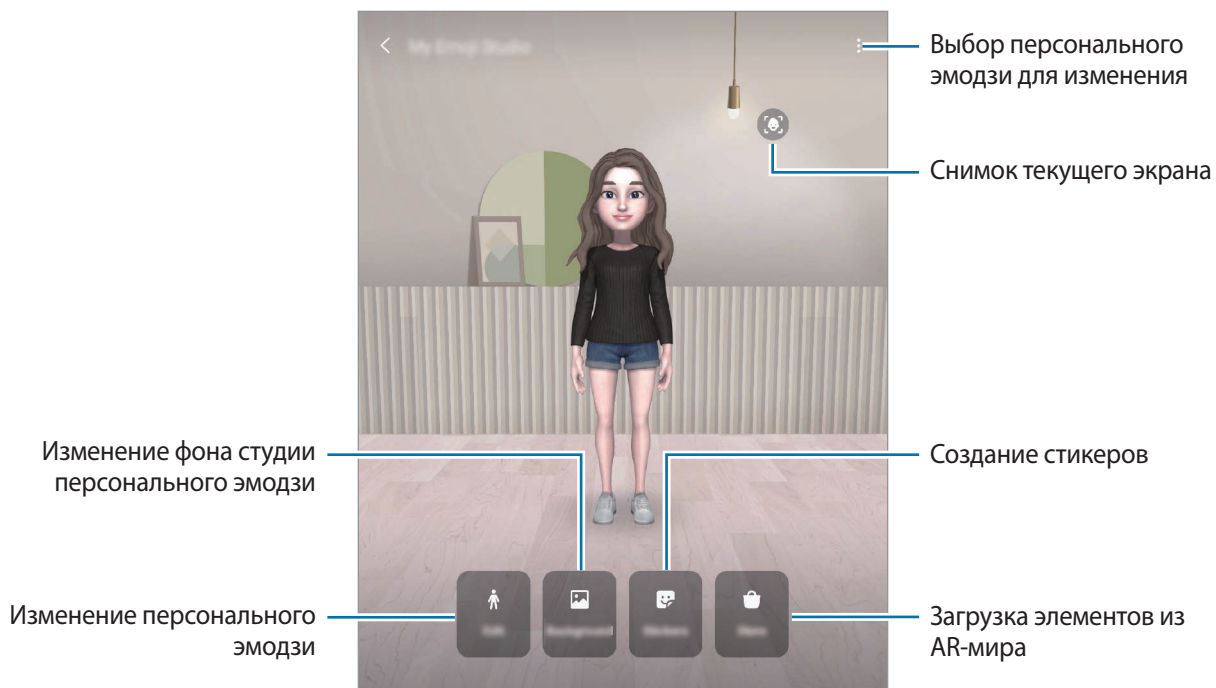 Выбор персонального
эмодзи для изменения
Снимок текущего экрана
Изменение фона студии
персонального эмодзи
Создание стикеров
Изменение персонального
эмодзи
Загрузка элементов из
AR-мира